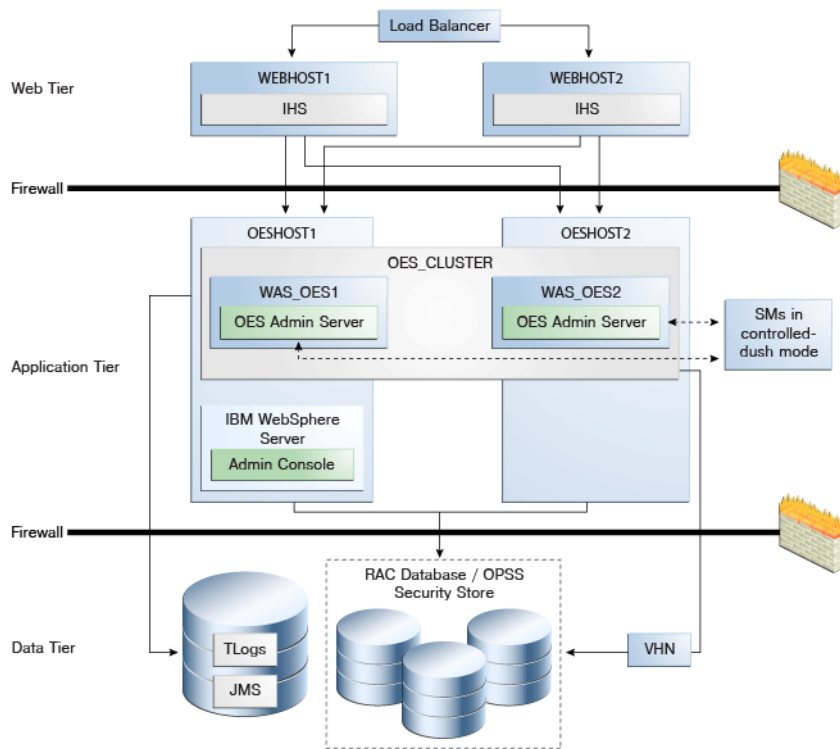 Load Balancer
Web Tier
WEBHOST1
IHS
WEBHOST2
IHS
Firewall
OESHOST1
OESHOST2
OES_CLUSTER
WAS_OES1
OES Admin Server
WAS_OES2
OES Admin Server
SMs in
controlled-
dush mode
Application Tier
IBM WebSphere
Server
Admin Console
Firewall
RAC Database / OPSS
Security Store
Data Tier
TLogs
JMS
VHN